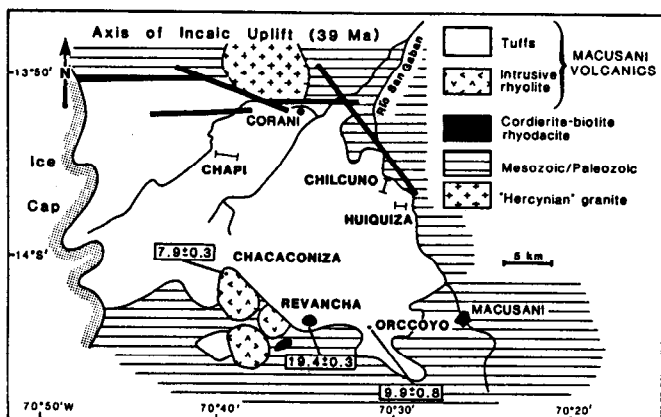 Axis of Incaic Uplift (39 Ma)
-13°50'
N
CORANI
Río San Gaban
Tuffs
Intrusive rhyolite
MACUSANI VOLCANICS
Cordierite-biotite rhyodacite
Mesozoic/Paleozoic
"Hercynian" granite
Ice
Cap
CHAPI
CHILCUNO
HUIQUIZA
5 km
-14°S
7.9±0.3
CHACACONIZA
REVANCHA
ORCCOYO
MACUSANI
19.4±0.3
9.9±0.8
70°50'W
70°40'
70°30'
70°20'